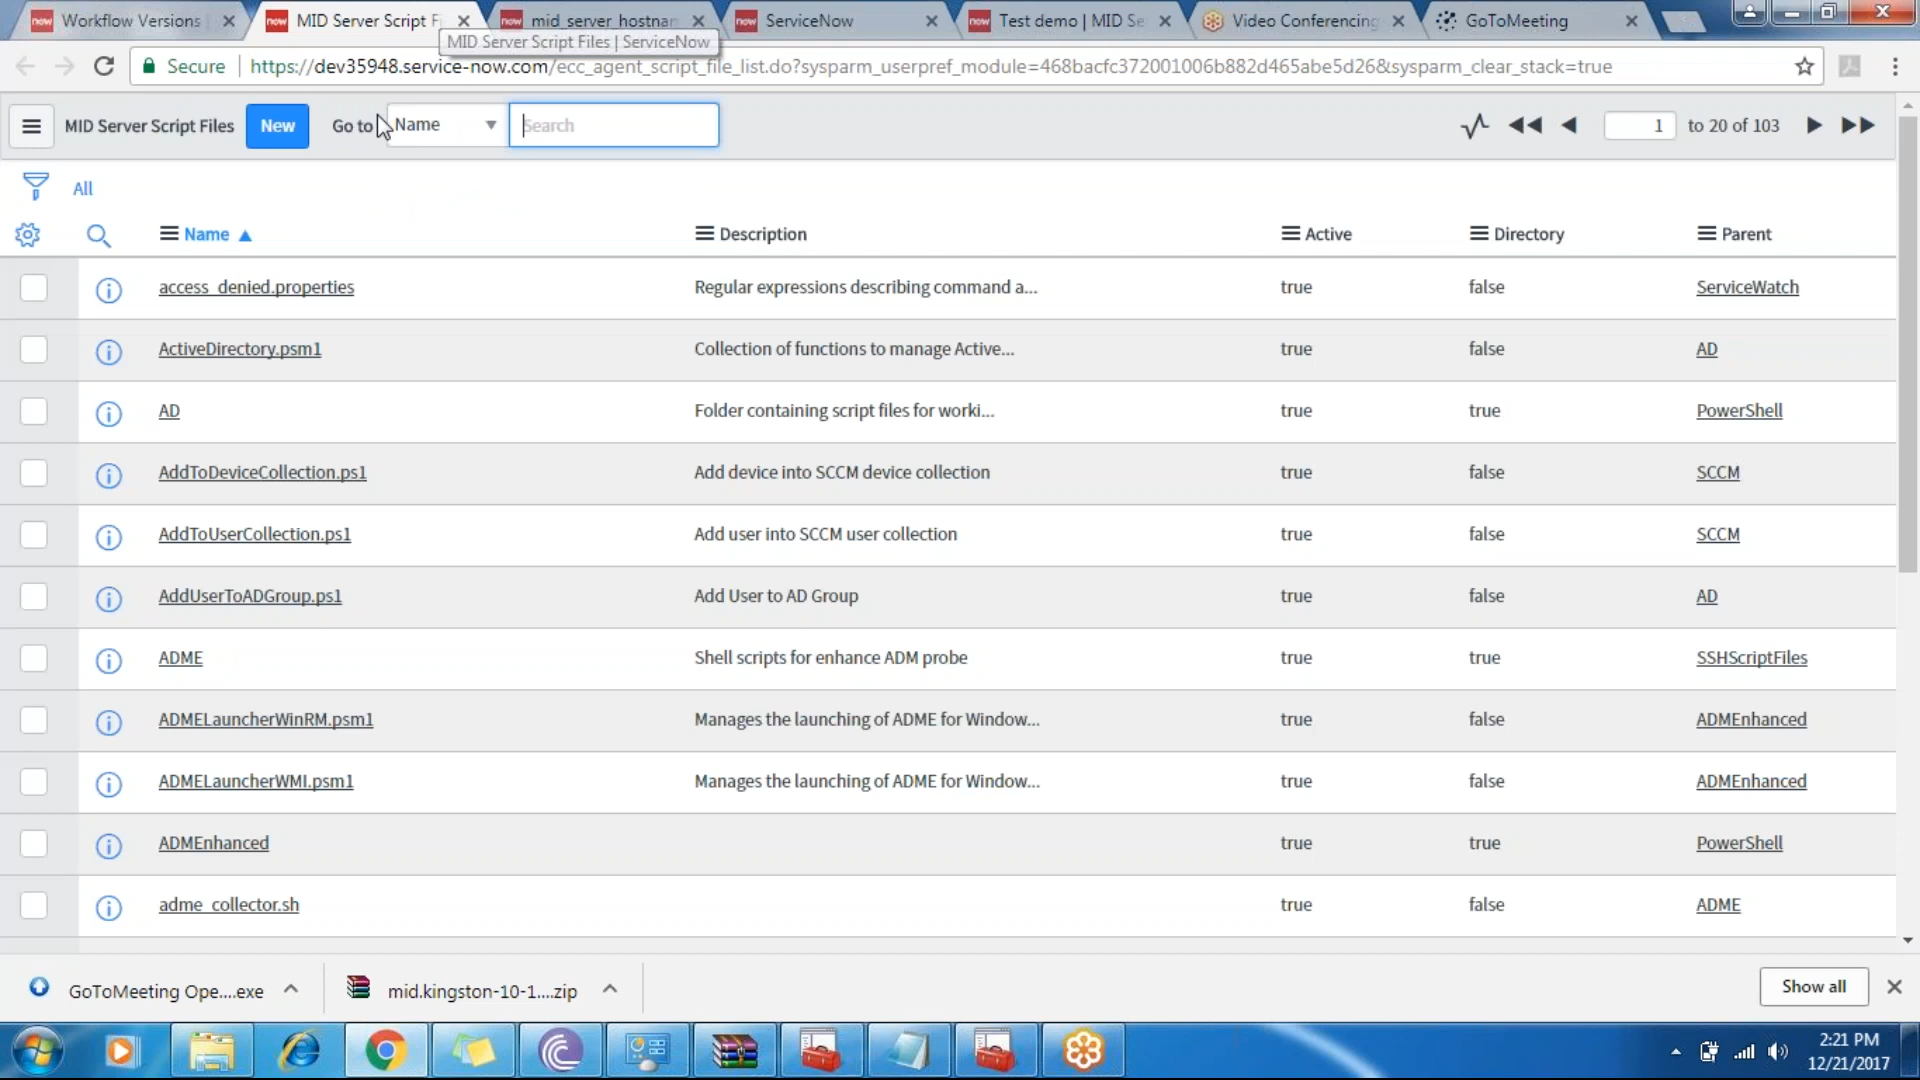 now Workflow Versions
now MID Server Script F
now mid_server_hostnam
now ServiceNow
now Test demo | MID Se
Video Conferencing
GoToMeeting
MID Server Script Files | ServiceNow
Secure https://dev35948.service-now.com/ecc_agent_script_file_list.do?sysparm_userpref_module=468bacfc372001006b882d465abe5d26&sysparm_clear_stack=true
MID Server Script Files New Go to Name Search 1 to 20 of 103
All
Name Description Active Directory Parent
access_denied.properties Regular expressions describing command a... true false ServiceWatch
ActiveDirectory.psm1 Collection of functions to manage Active... true false AD
AD Folder containing script files for worki... true true PowerShell
AddToDeviceCollection.ps1 Add device into SCCM device collection true false SCCM
AddToUserCollection.ps1 Add user into SCCM user collection true false SCCM
AddUserToADGroup.ps1 Add User to AD Group true false AD
ADME Shell scripts for enhance ADM probe true true SSHScriptFiles
ADMELauncherWinRM.psm1 Manages the launching of ADME for Window... true false ADMEnhanced
ADMELauncherWMI.psm1 Manages the launching of ADME for Window... true false ADMEnhanced
ADMEnhanced true true PowerShell
adme_collector.sh true false ADME
GoToMeeting Ope....exe mid.kingston-10-1....zip Show all
2:21 PM
12/21/2017